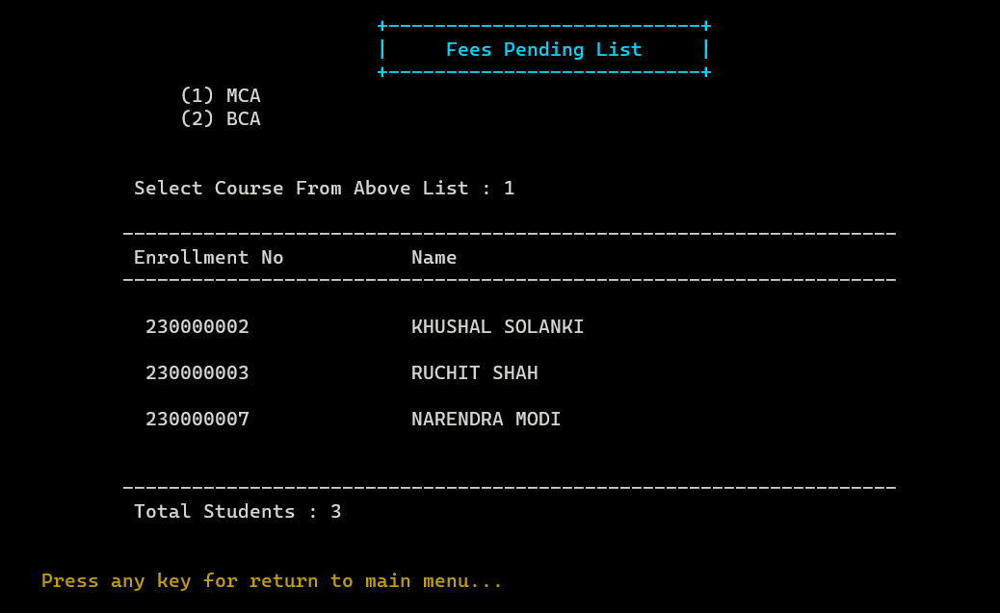 +---------------------------+
|     Fees Pending List     |
+---------------------------+
(1) MCA
(2) BCA
Select Course From Above List : 1
-------------------------------------------------------------------
Enrollment No           Name
-------------------------------------------------------------------
230000002              KHUSHAL SOLANKI
230000003              RUCHIT SHAH
230000007              NARENDRA MODI
-------------------------------------------------------------------
Total Students : 3
Press any key for return to main menu...